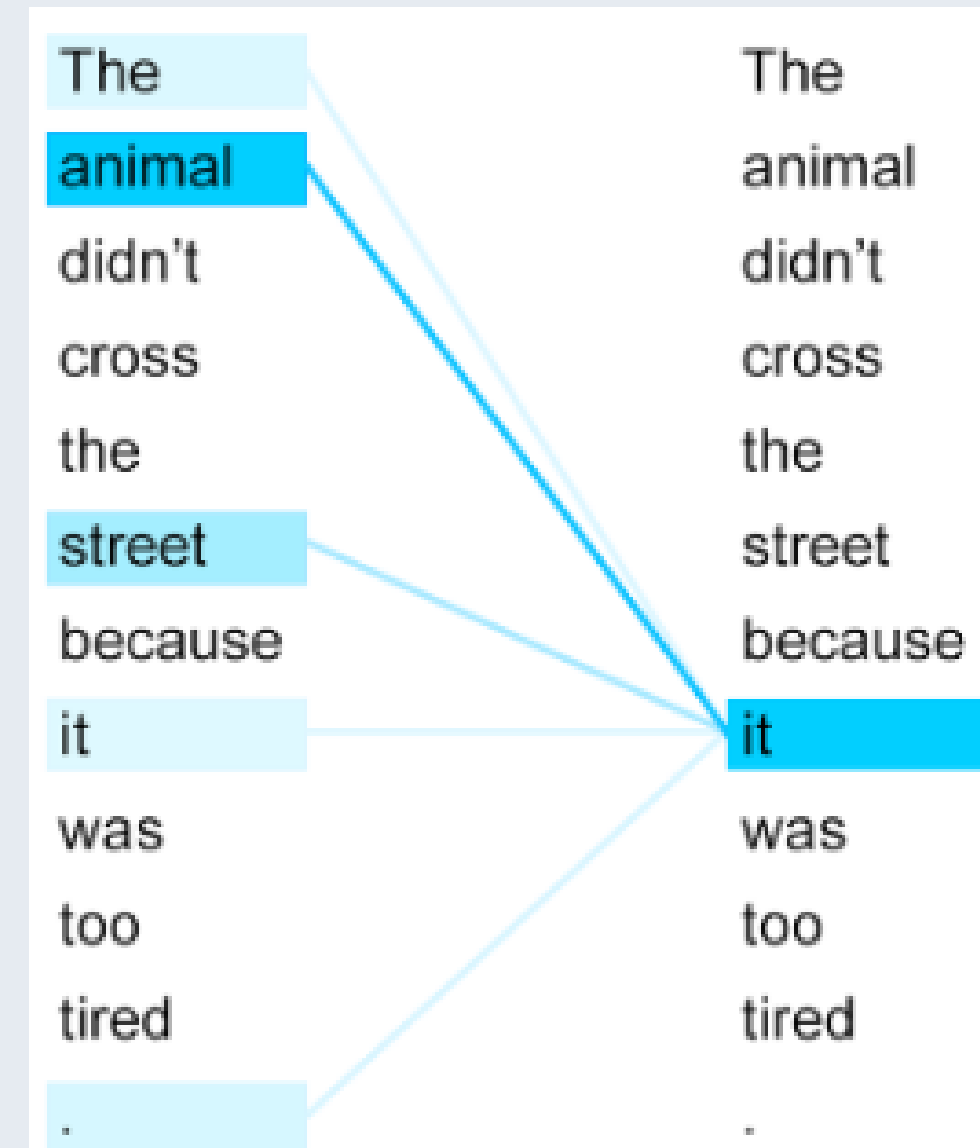 The The
animal animal
didn't didn't
cross cross
the the
street street
because because
it it
was was
too too
tired tired
. .